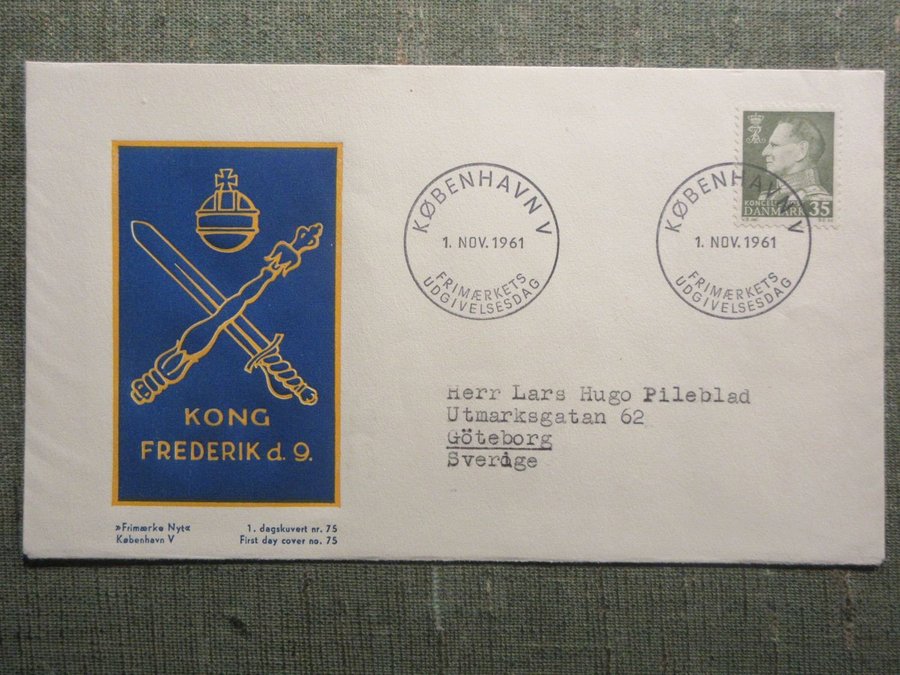 KONG
FREDERIK d. 9.
»Frimærke Nyt«
København V
1. dagskuvert nr. 75
First day cover no. 75
KØBENHAVN V
1. NOV. 1961
FRIMÆRKETS
UDGIVELSESDAG
KØBENHAVN V
1. NOV. 1961
FRIMÆRKETS
UDGIVELSESDAG
DANMARK 35
Herr Lars Hugo Pileblad
Utmarksgatan 62
Göteborg
Sverige